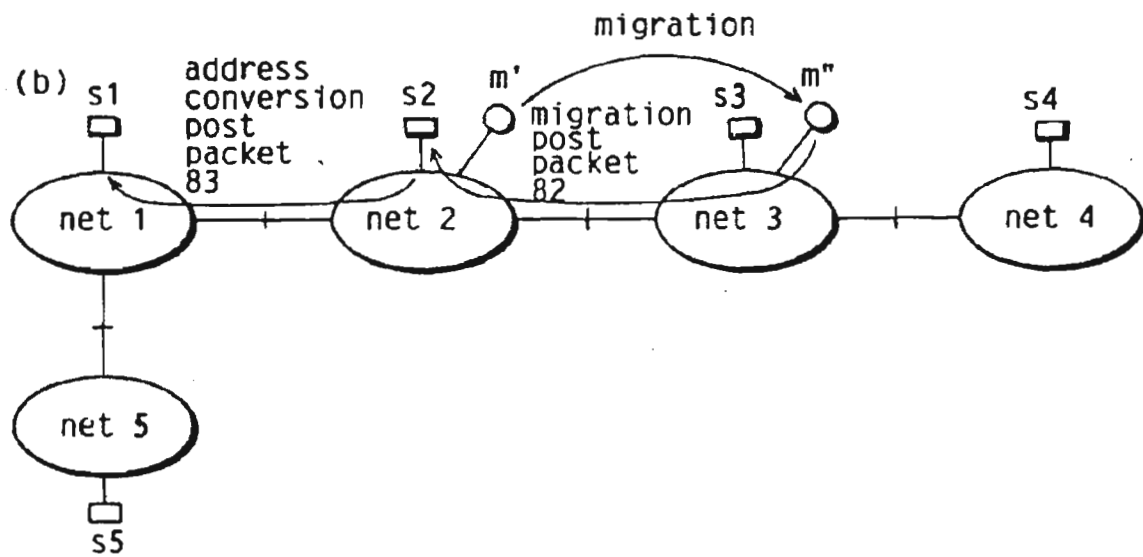 migration
(b)
s1
address
conversion
post
packet
83
s2
m'
migration
post
packet
82
s3
m"
s4
net 1
net 2
net 3
net 4
net 5
s5